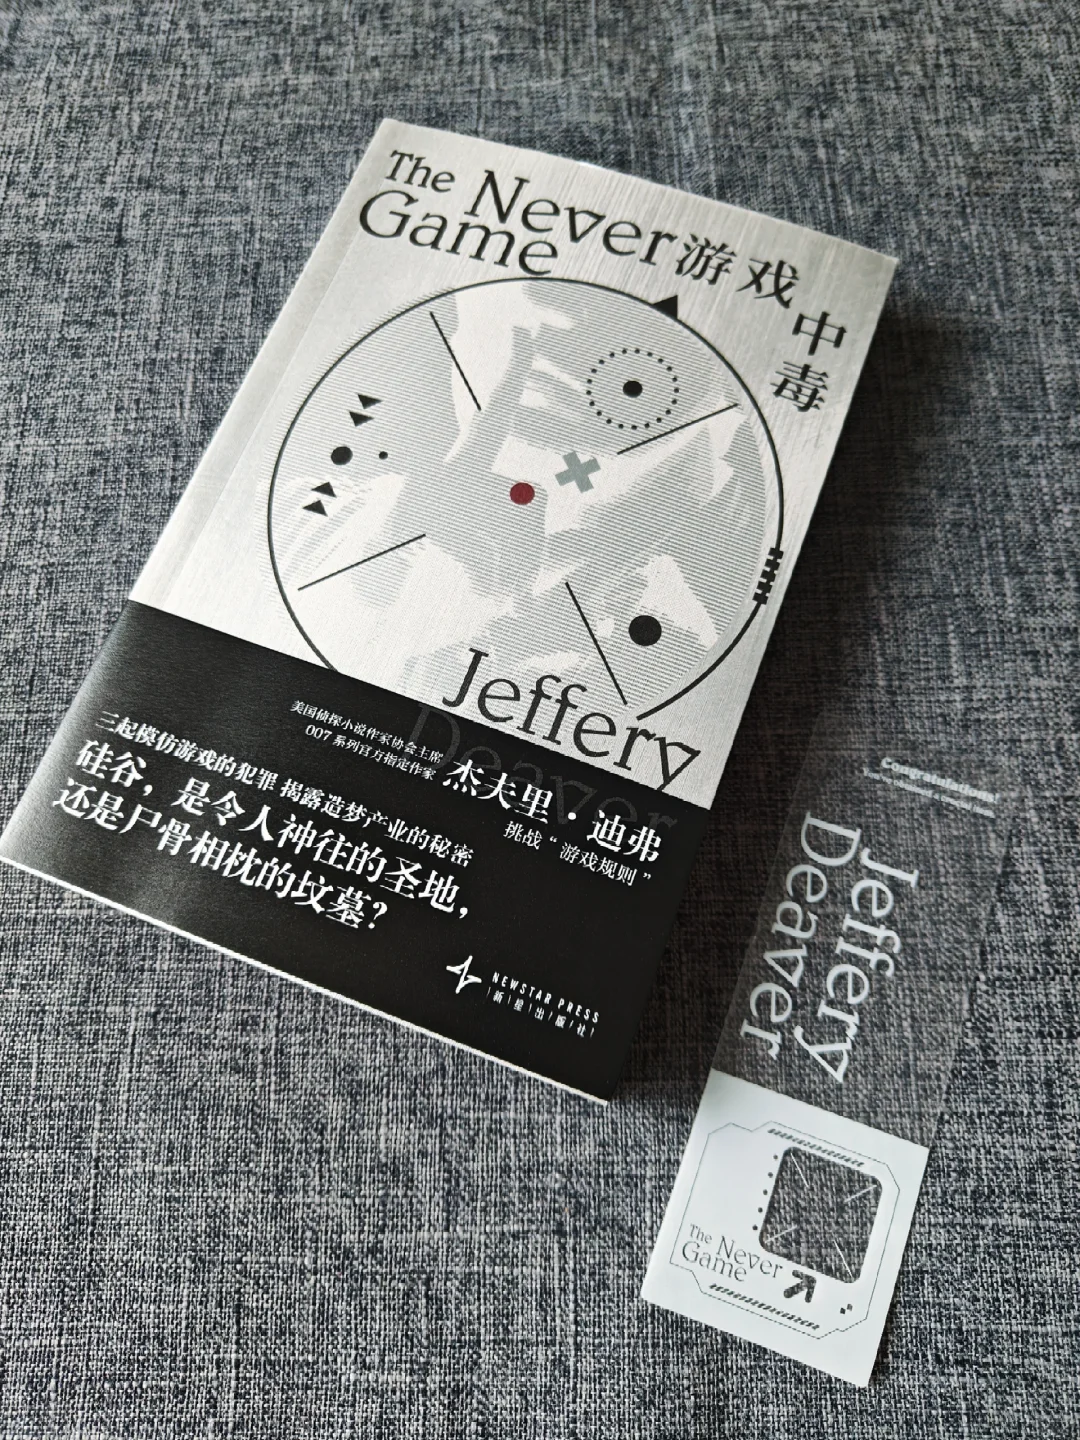 The Never
Game
游戏
中
毒
Jeffery
Deaver
美国侦探小说作家协会主席
007系列官方指定作家
杰夫里·迪弗
挑战“游戏规则”
三起模仿游戏的犯罪 揭露造梦产业的秘密
硅谷，是令人神往的圣地，
还是尸骨相枕的坟墓？
NEWSTAR PRESS
新星出版社
Jeffery
Deaver
The Never
Game